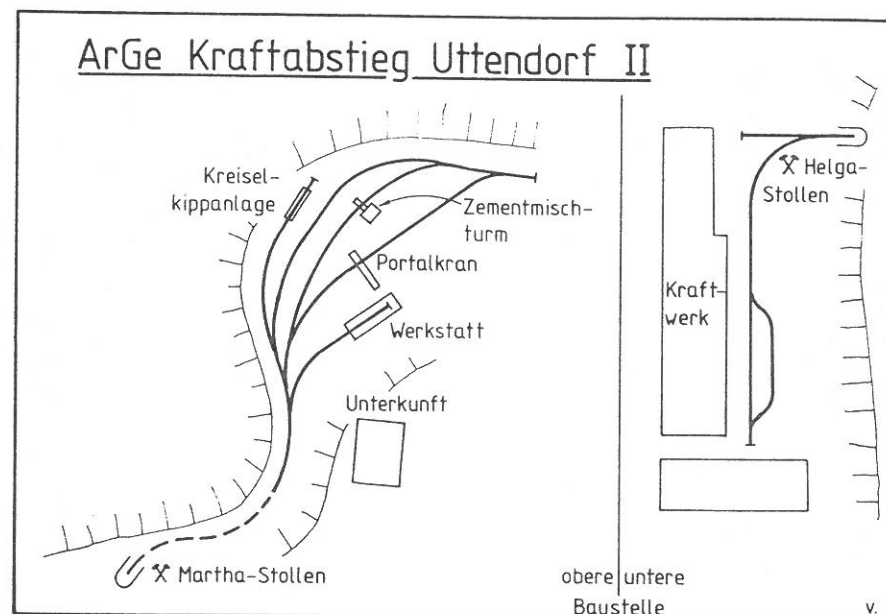 ArGe Kraftabstieg Uttendorf II
Kreisel-
kippanlage
Zementmisch-
turm
Portalkran
Werkstatt
Unterkunft
Martha-Stollen
Helga-
Stollen
Kraft-
werk
obere untere
Baustelle
v.